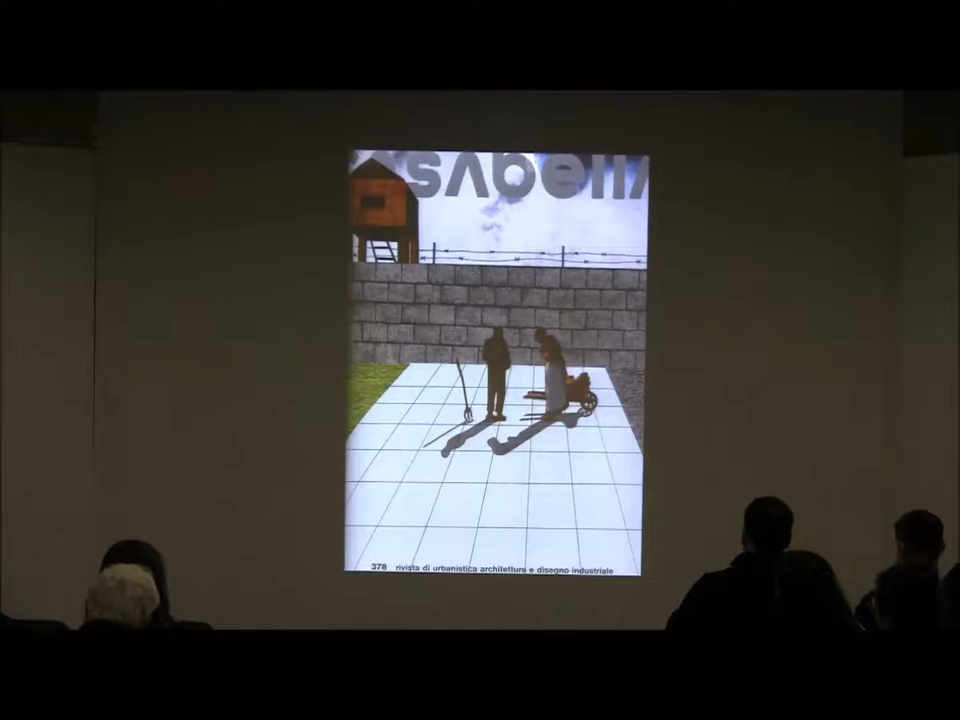 sabella
378 rivista di urbanistica architettura e disegno industriale